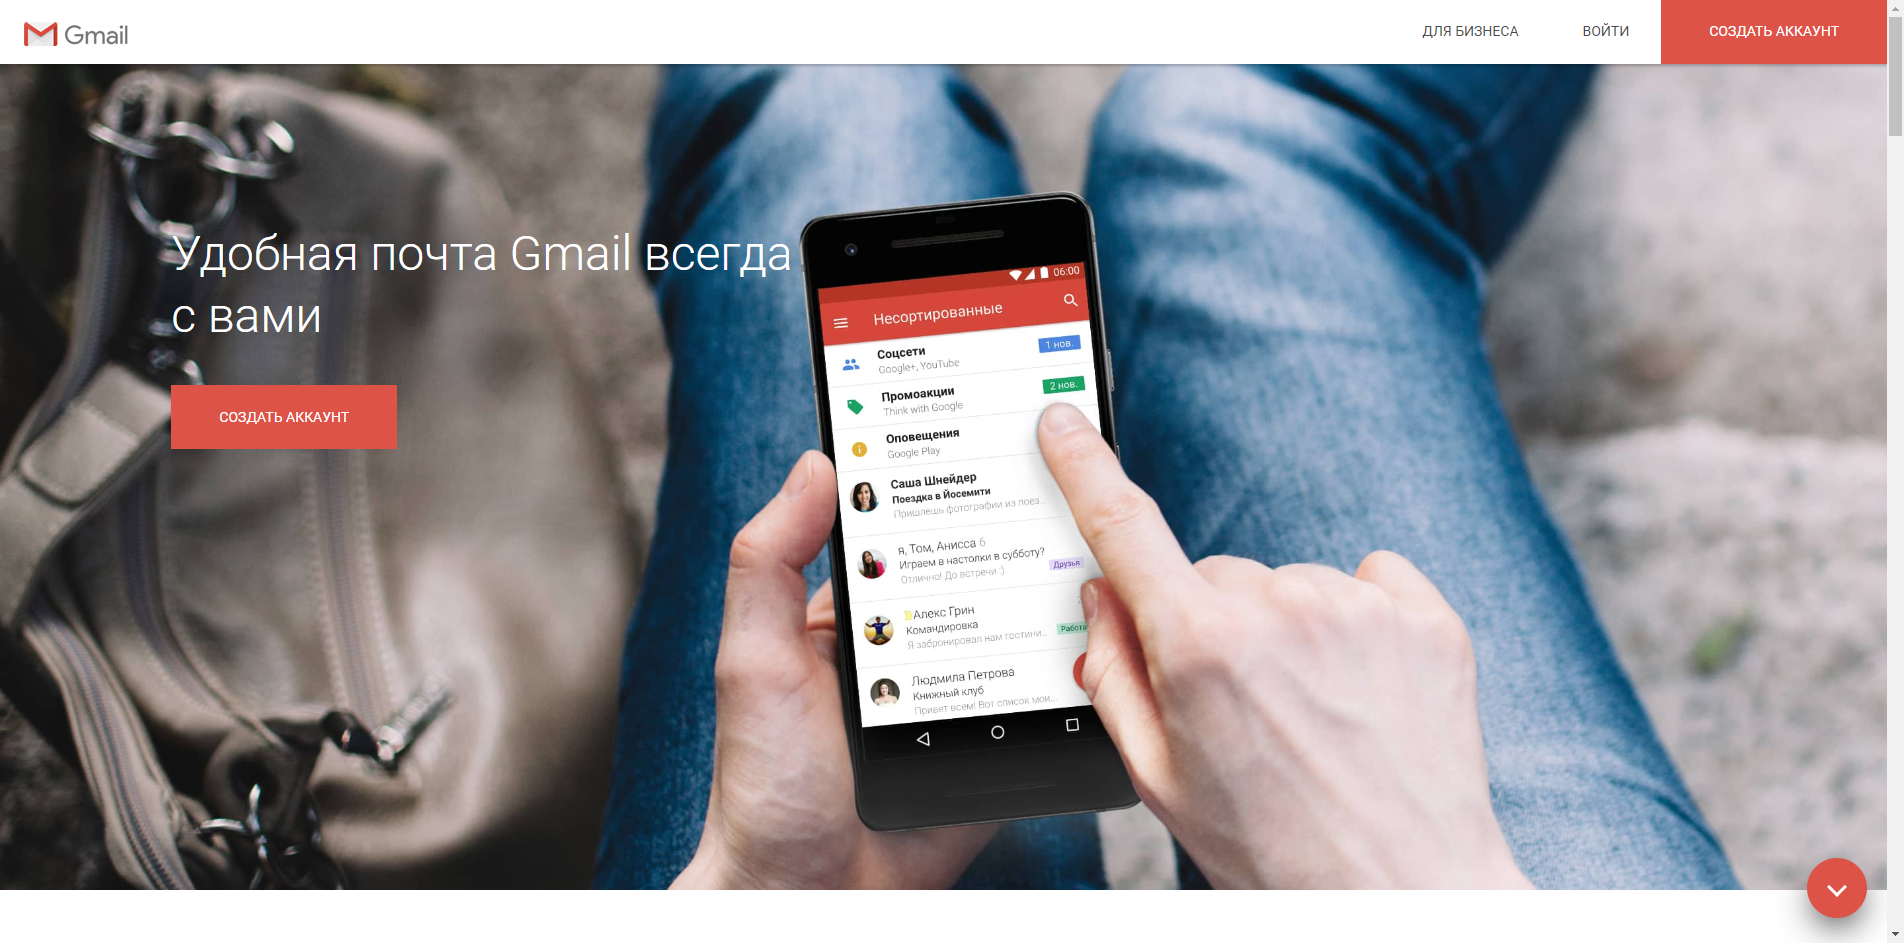 Gmail
ДЛЯ БИЗНЕСА
ВОЙТИ
СОЗДАТЬ АККАУНТ
Удобная почта Gmail всегда
с вами
СОЗДАТЬ АККАУНТ
06:00
Несортированные
Соцсети
1 нов.
Google+, YouTube
Промоакции
2 нов.
Think with Google
Оповещения
Google Play
Саша Шнейдер
Поездка в Йосемити
Пришлешь фотографии из поез...
я, Том, Анисса 6
Играем в настолки в субботу?
Отлично! До встречи :)
Друзья
Алекс Грин
Командировка
Я забронировал нам гостини...
Работа
Людмила Петрова
Книжный клуб
Привет всем! Вот список мои...